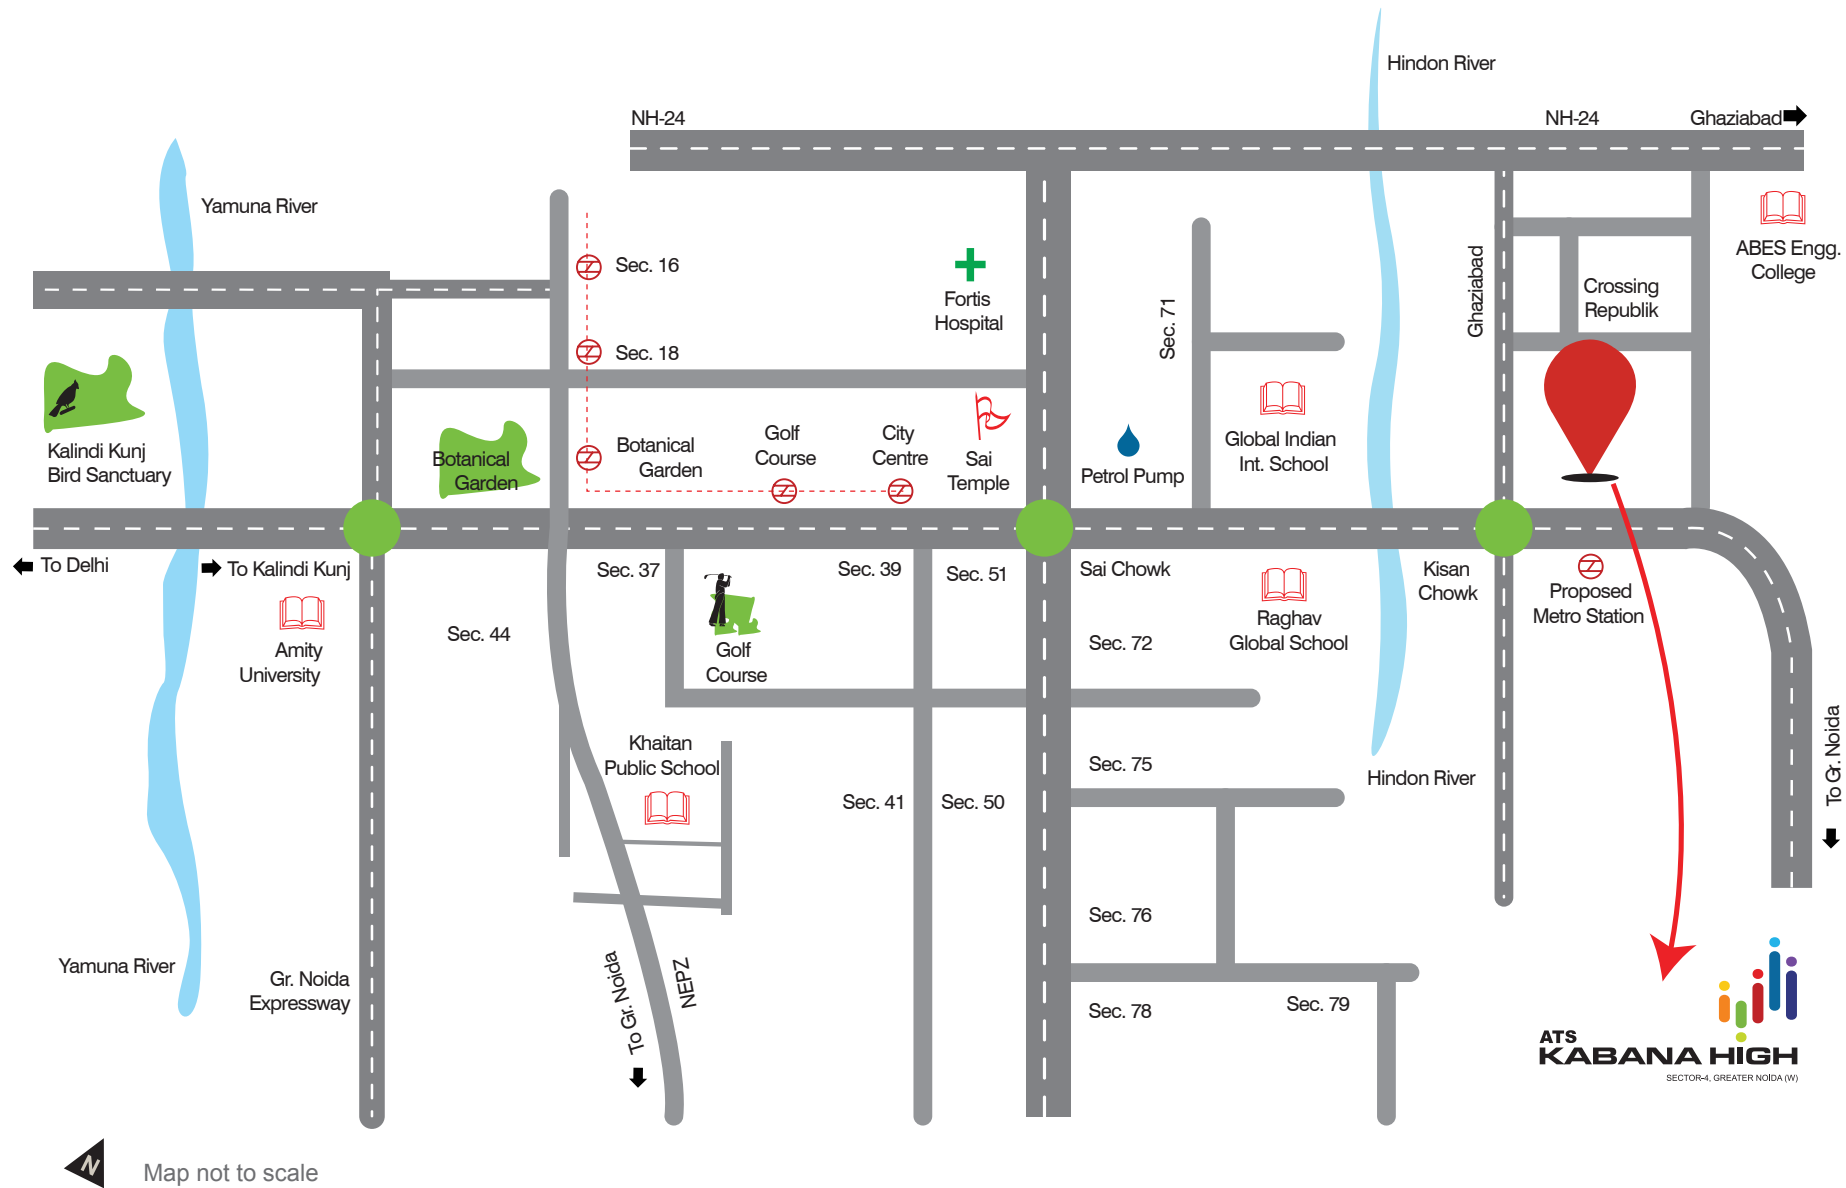 Hindon River
NH-24
NH-24
Ghaziabad
Yamuna River
Sec. 16
Fortis
Hospital
Sec. 18
Sec. 71
Ghaziabad
ABES Engg.
College
Crossing
Republik
Kalindi Kunj
Bird Sanctuary
Botanical
Garden
Botanical
Garden
Golf
Course
City
Centre
Sai
Temple
Petrol Pump
Global Indian
Int. School
To Delhi
To Kalindi Kunj
Sec. 37
Sec. 39
Sec. 51
Sai Chowk
Kisan
Chowk
Proposed
Metro Station
Amity
University
Sec. 44
Golf
Course
Sec. 72
Raghav
Global School
Khaitan
Public School
Sec. 75
Hindon River
To Gr. Noida
Sec. 41
Sec. 50
Sec. 76
Yamuna River
Gr. Noida
Expressway
To Gr. Noida
NEPZ
Sec. 78
Sec. 79
ATS
KABANA HIGH
SECTOR-4, GREATER NOIDA (W)
N
Map not to scale